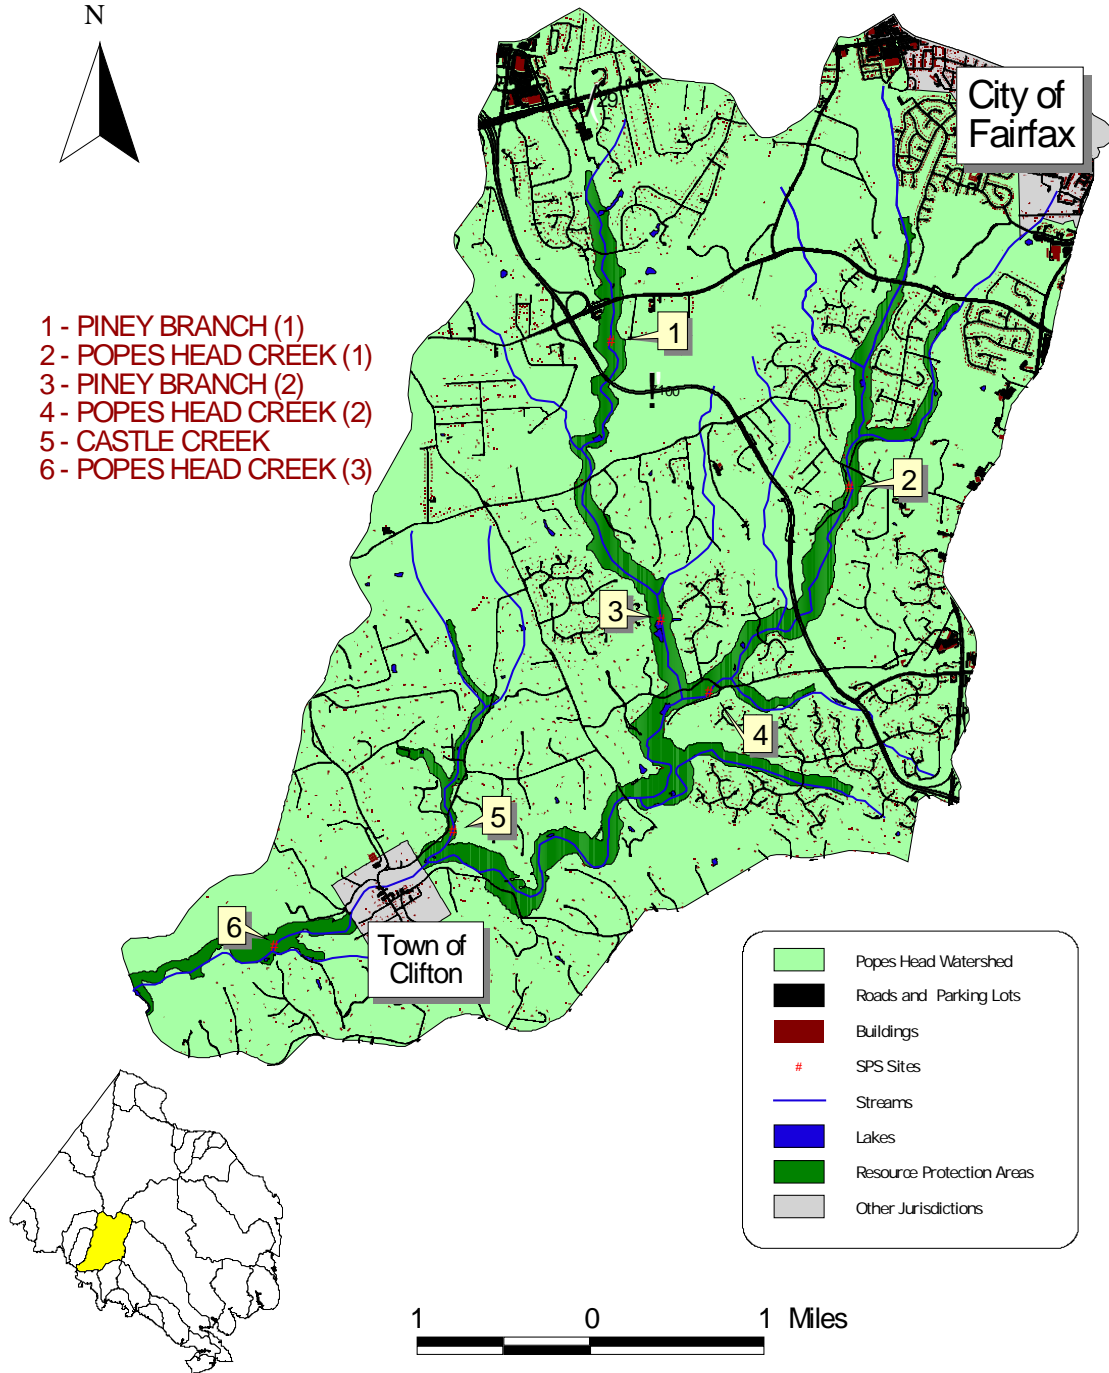 N
City of
Fairfax
29
1 - PINEY BRANCH (1)
2 - POPES HEAD CREEK (1)
3 - PINEY BRANCH (2)
4 - POPES HEAD CREEK (2)
5 - CASTLE CREEK
6 - POPES HEAD CREEK (3)
1
!
100
2
3
4
5
6
Town of
Clifton
Popes Head Watershed
Roads and Parking Lots
Buildings
# SPS Sites
Streams
Lakes
Resource Protection Areas
Other Jurisdictions
1 0 1 Miles